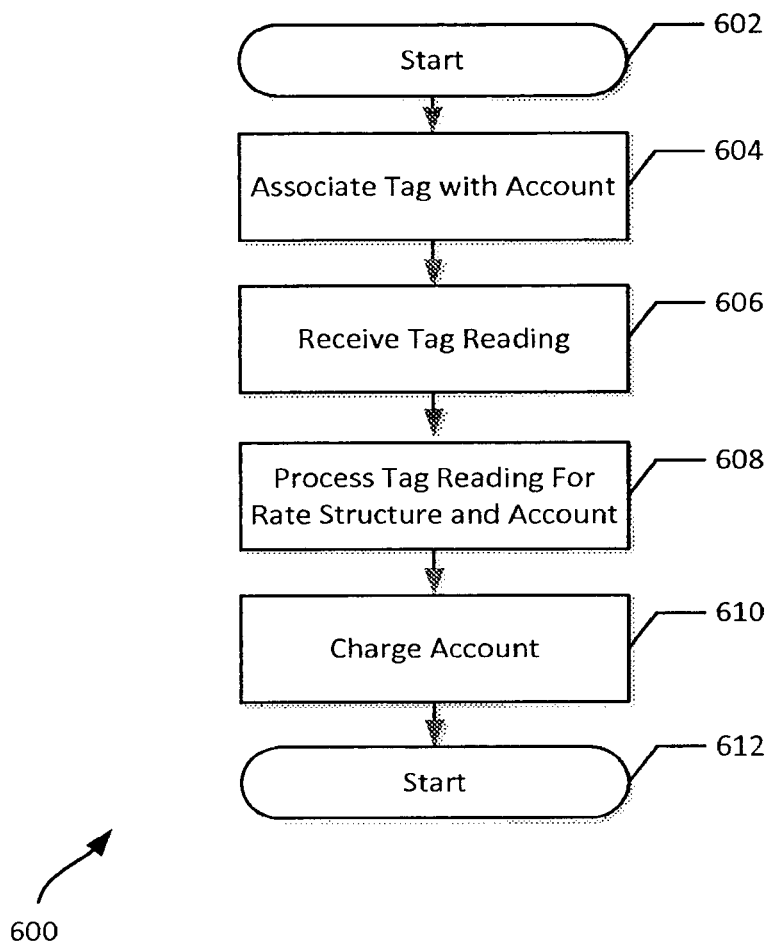 Start
602
Associate Tag with Account
604
Receive Tag Reading
606
Process Tag Reading For
Rate Structure and Account
608
Charge Account
610
Start
612
600